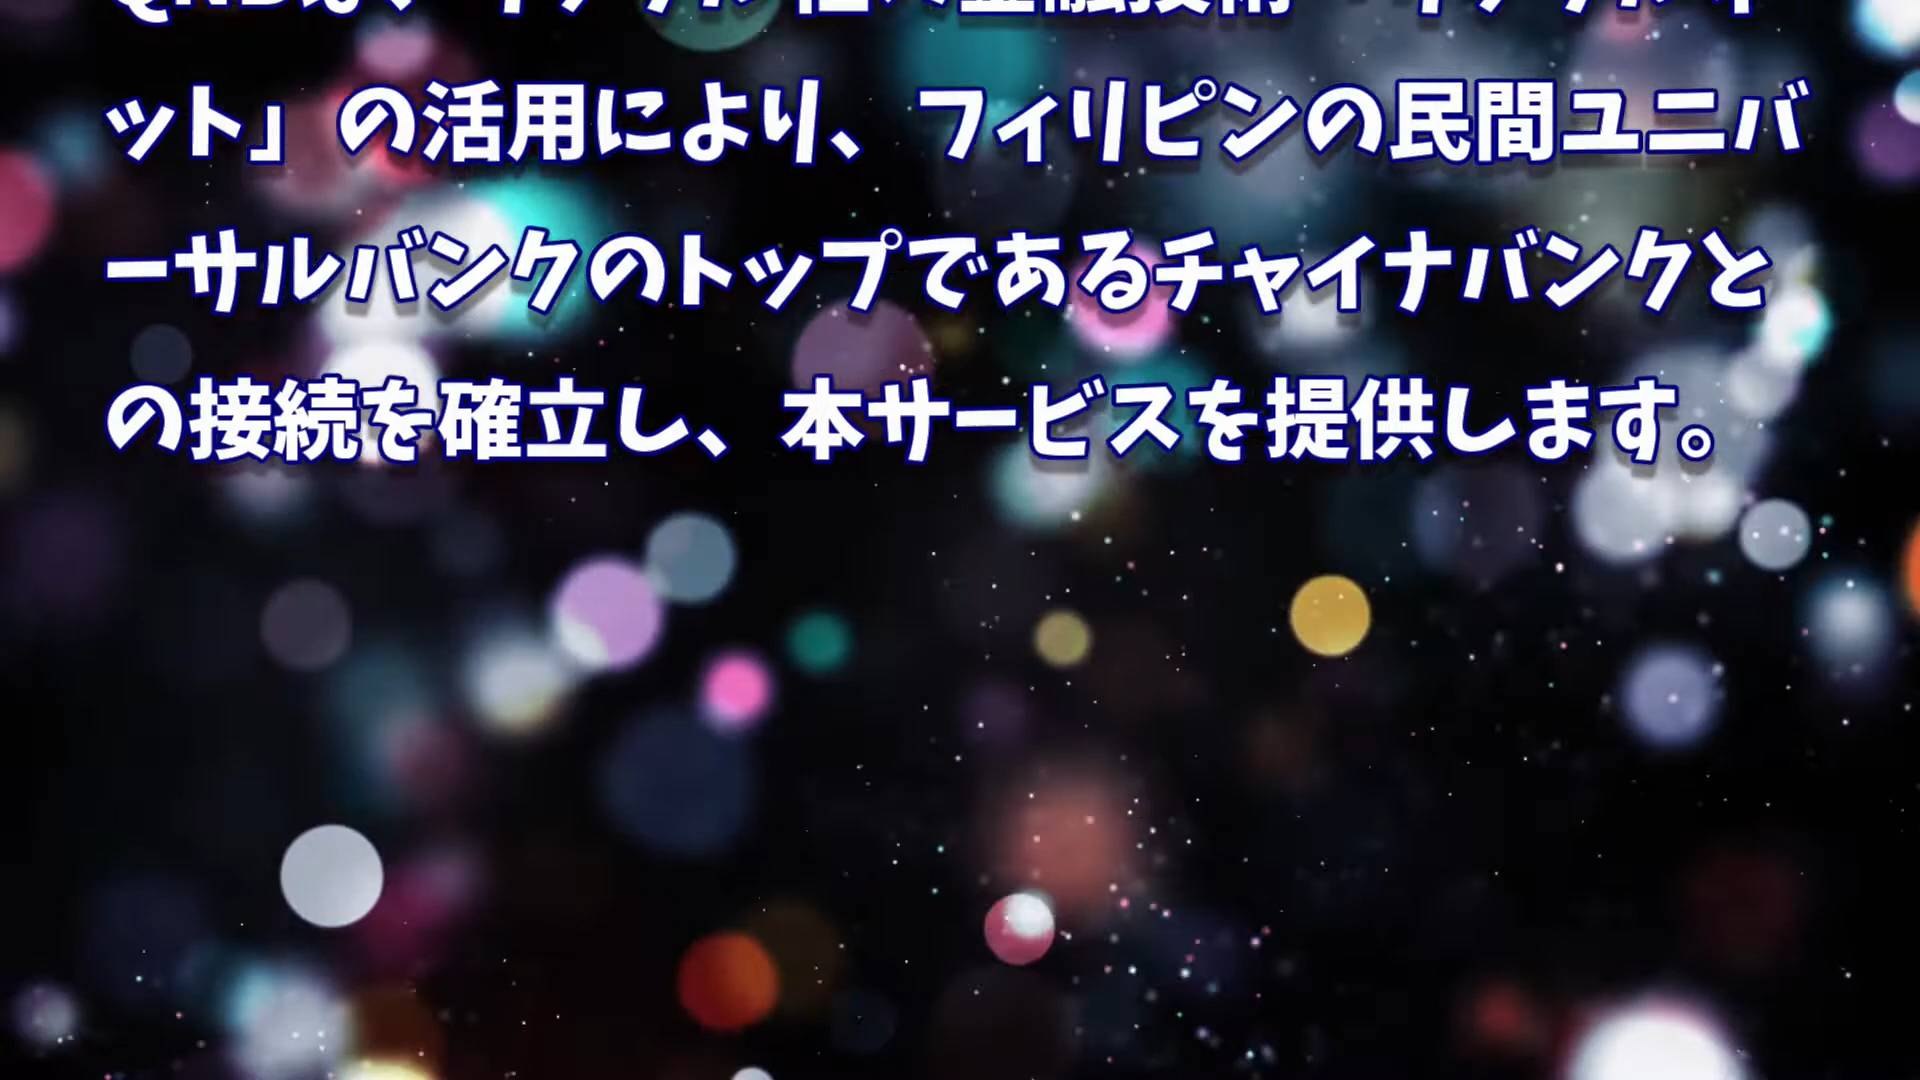 ット」の活用により、フィリピンの民間ユニバ
ーサルバンクのトップであるチャイナバンクと
の接続を確立し、本サービスを提供します。